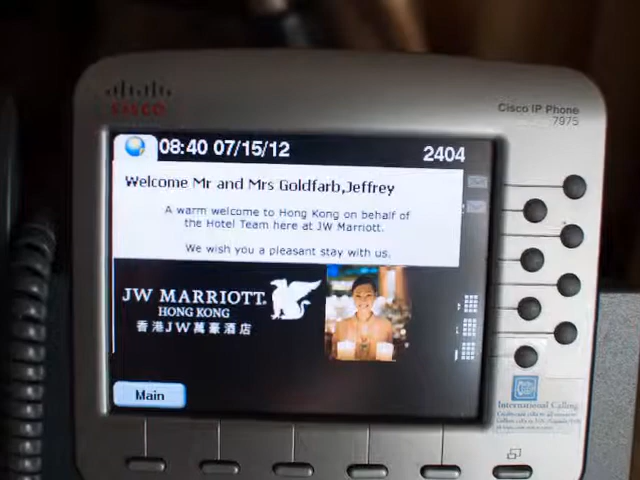 CISCO
Cisco IP Phone
7975
08:40 07/15/12
2404
Welcome Mr and Mrs Goldfarb,Jeffrey
A warm welcome to Hong Kong on behalf of
the Hotel Team here at JW Marriott.
We wish you a pleasant stay with us.
JW MARRIOTT.
HONG KONG
香港JW萬豪酒店
Main
International Calling